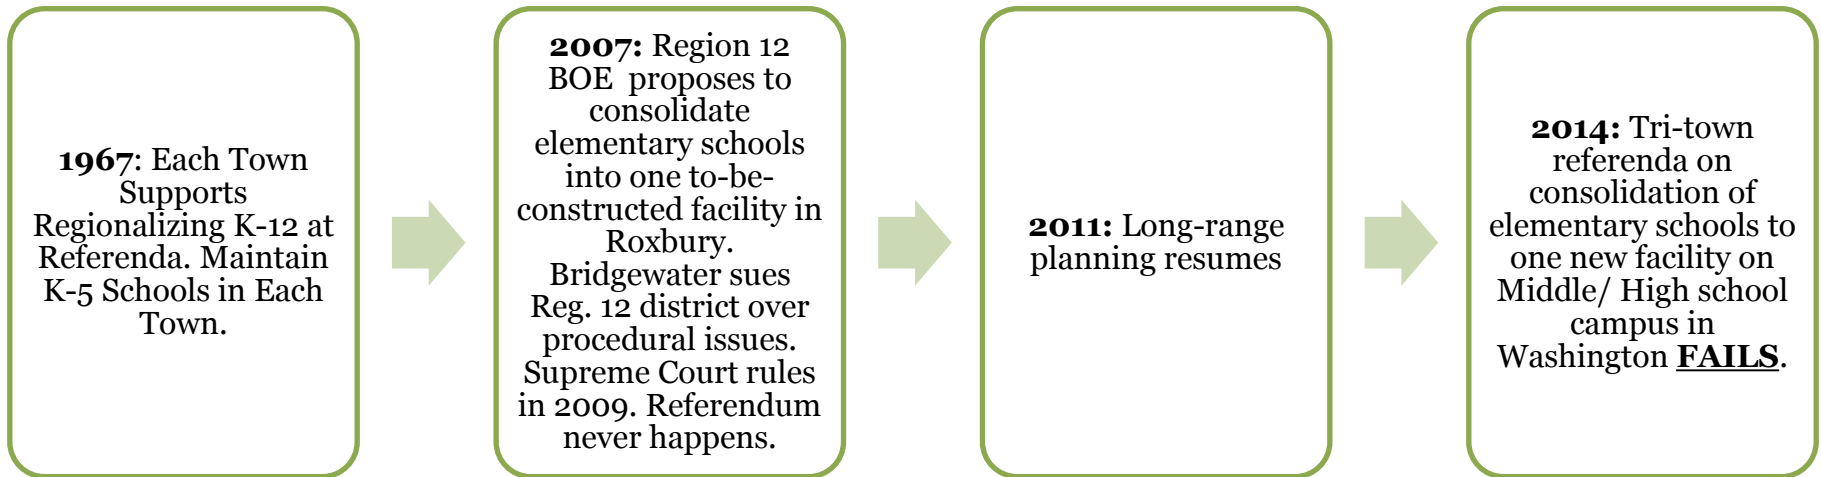 1967: Each Town
Supports
Regionalizing K-12 at
Referenda. Maintain
K-5 Schools in Each
Town.
2007: Region 12
BOE proposes to
consolidate
elementary schools
into one to-be-
constructed facility in
Roxbury.
Bridgewater sues
Reg. 12 district over
procedural issues.
Supreme Court rules
in 2009. Referendum
never happens.
2011: Long-range
planning resumes
2014: Tri-town
referenda on
consolidation of
elementary schools to
one new facility on
Middle/ High school
campus in
Washington FAILS.